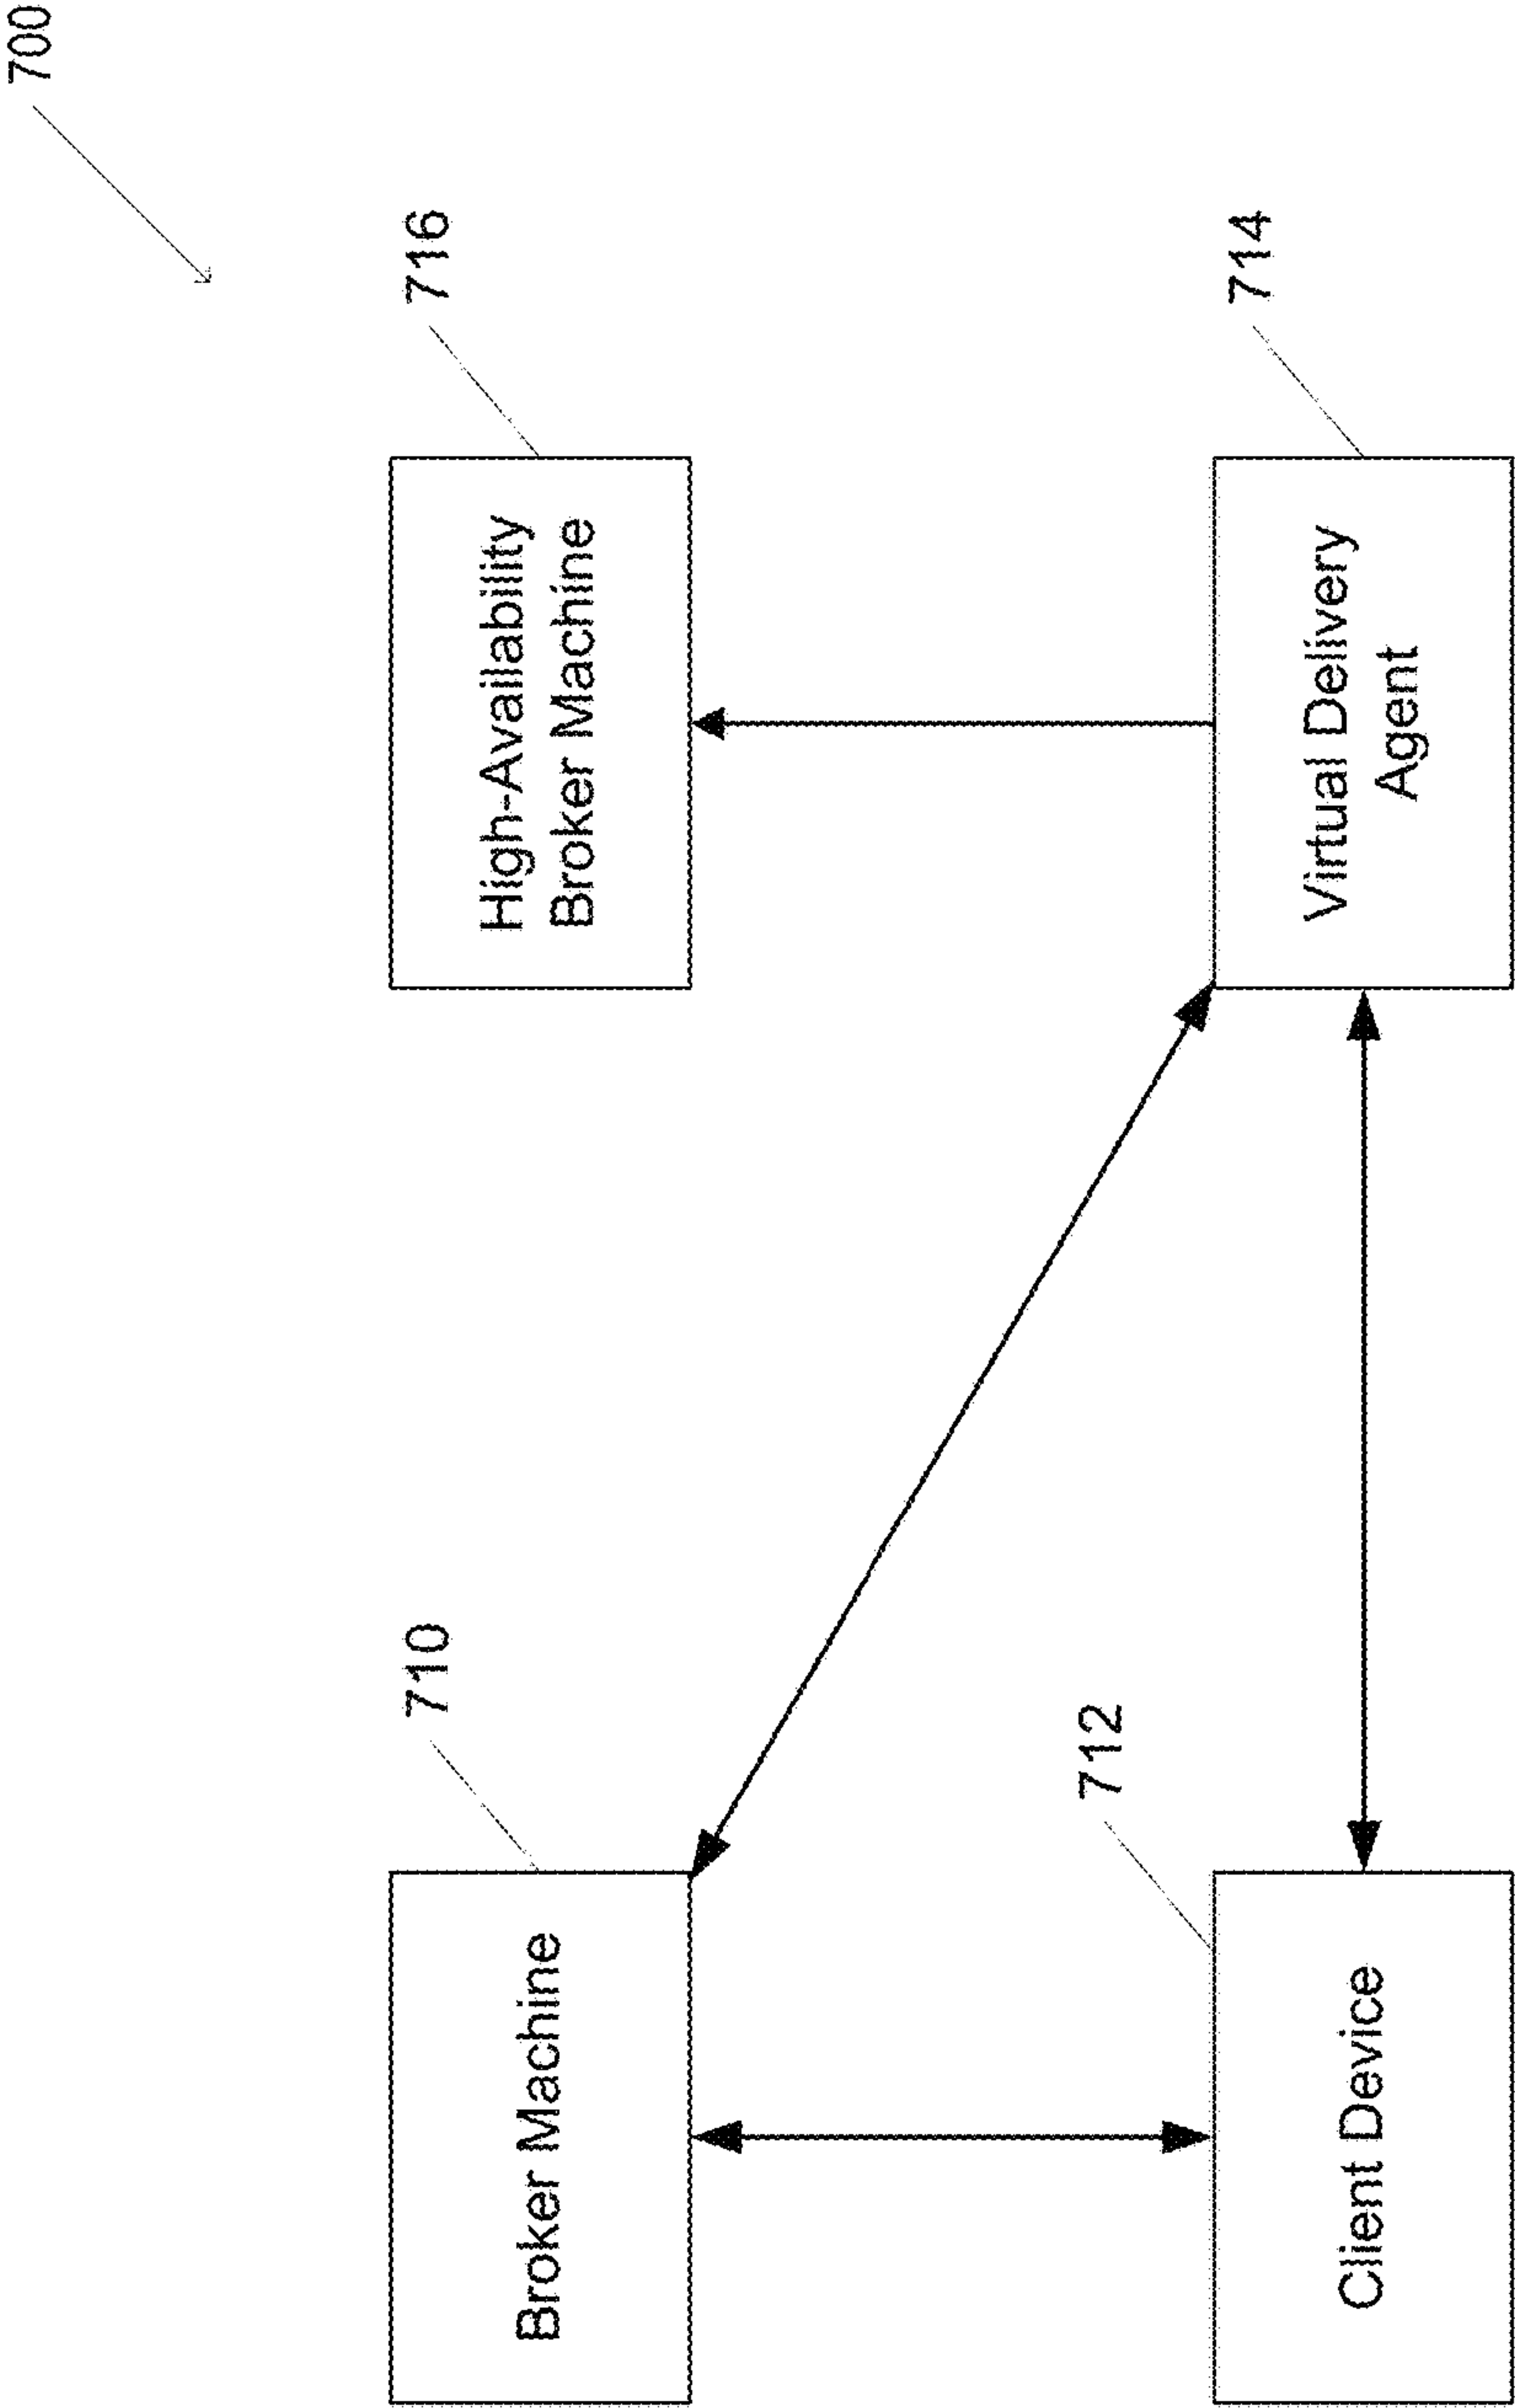 700
710
Broker Machine
716
High-Availability
Broker Machine
712
Client Device
714
Virtual Delivery
Agent